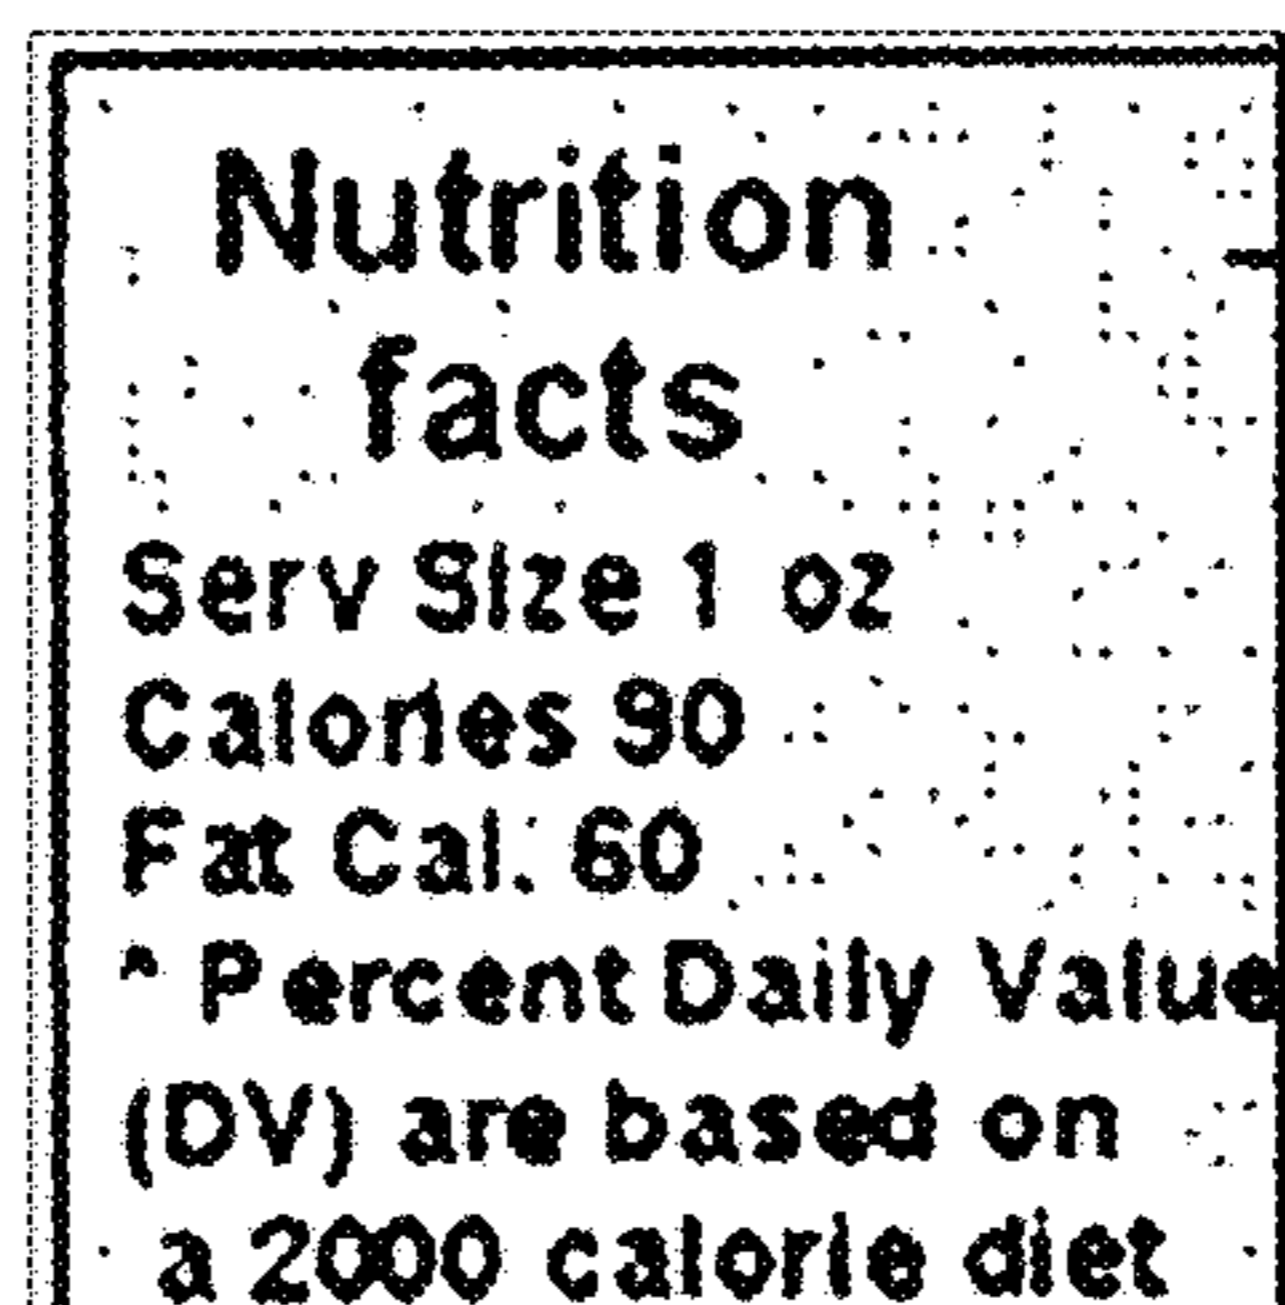 Nutrition
facts
Serv Size 1 oz
Calories 90
Fat Cal. 60
* Percent Daily Value
(DV) are based on
a 2000 calorie diet